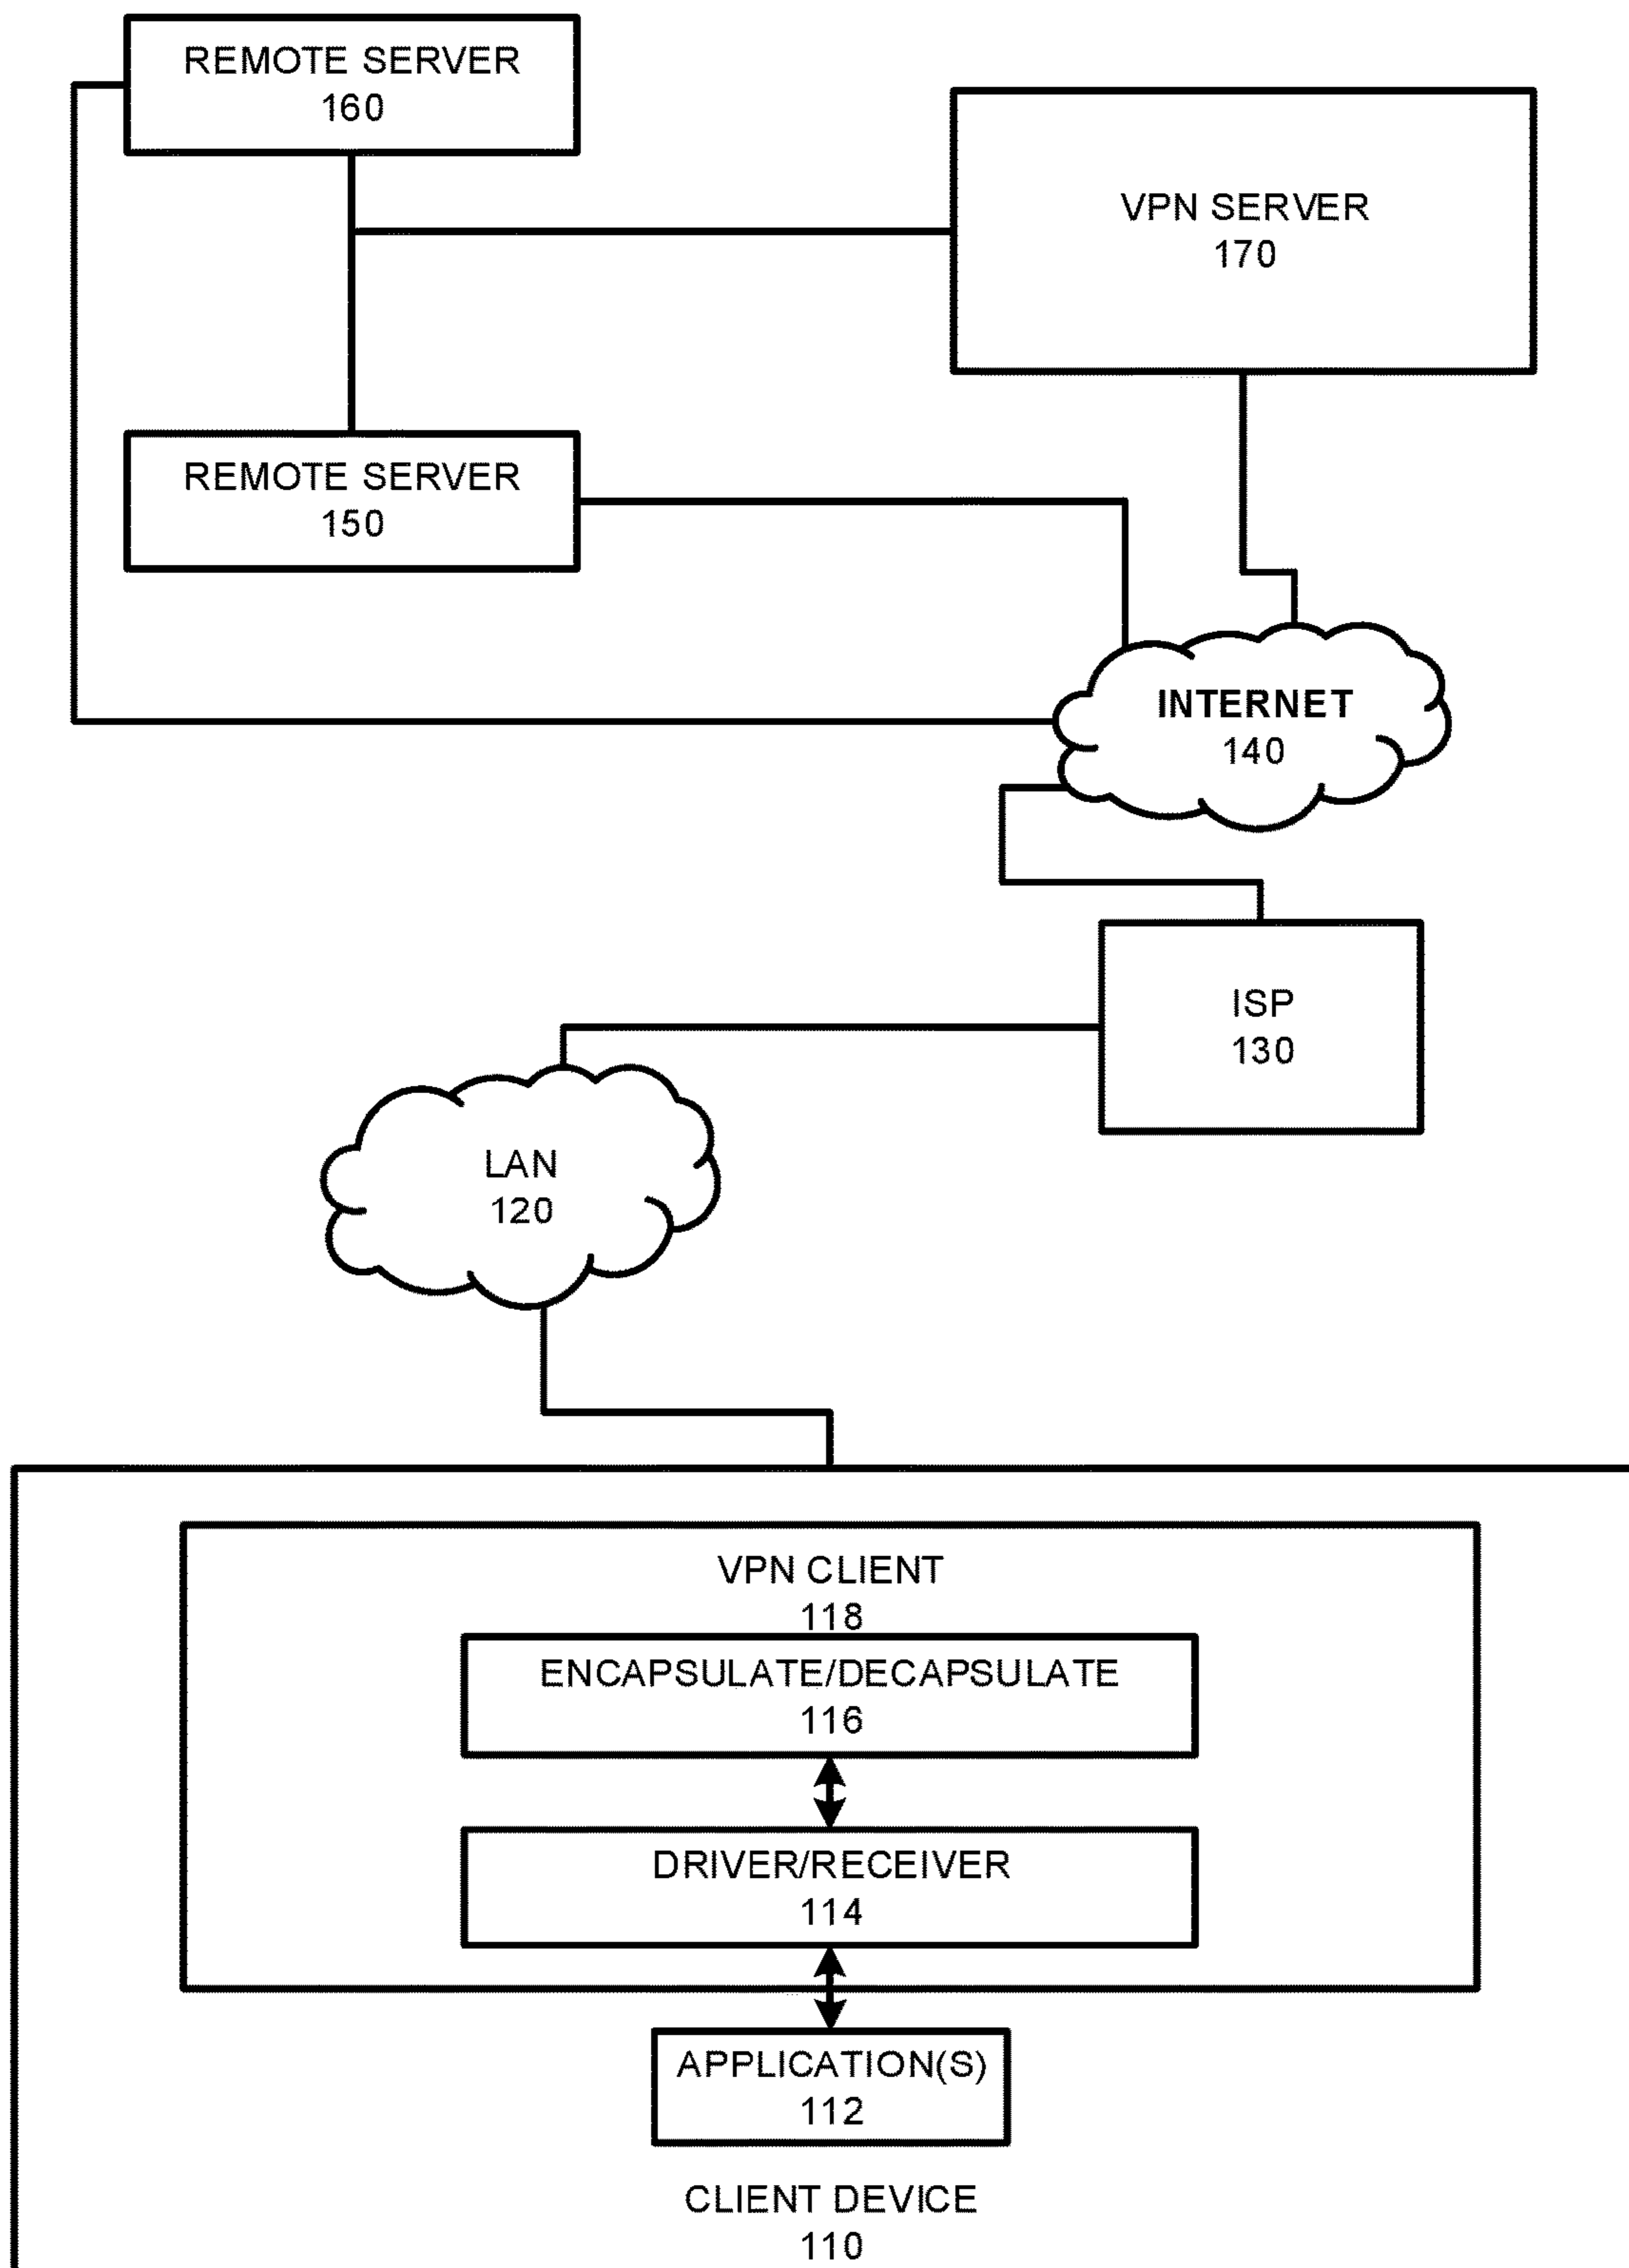 REMOTE SERVER
160
VPN SERVER
170
REMOTE SERVER
150
INTERNET
140
ISP
130
LAN
120
VPN CLIENT
118
ENCAPSULATE/DECAPSULATE
116
DRIVER/RECEIVER
114
APPLICATION(S)
112
CLIENT DEVICE
110